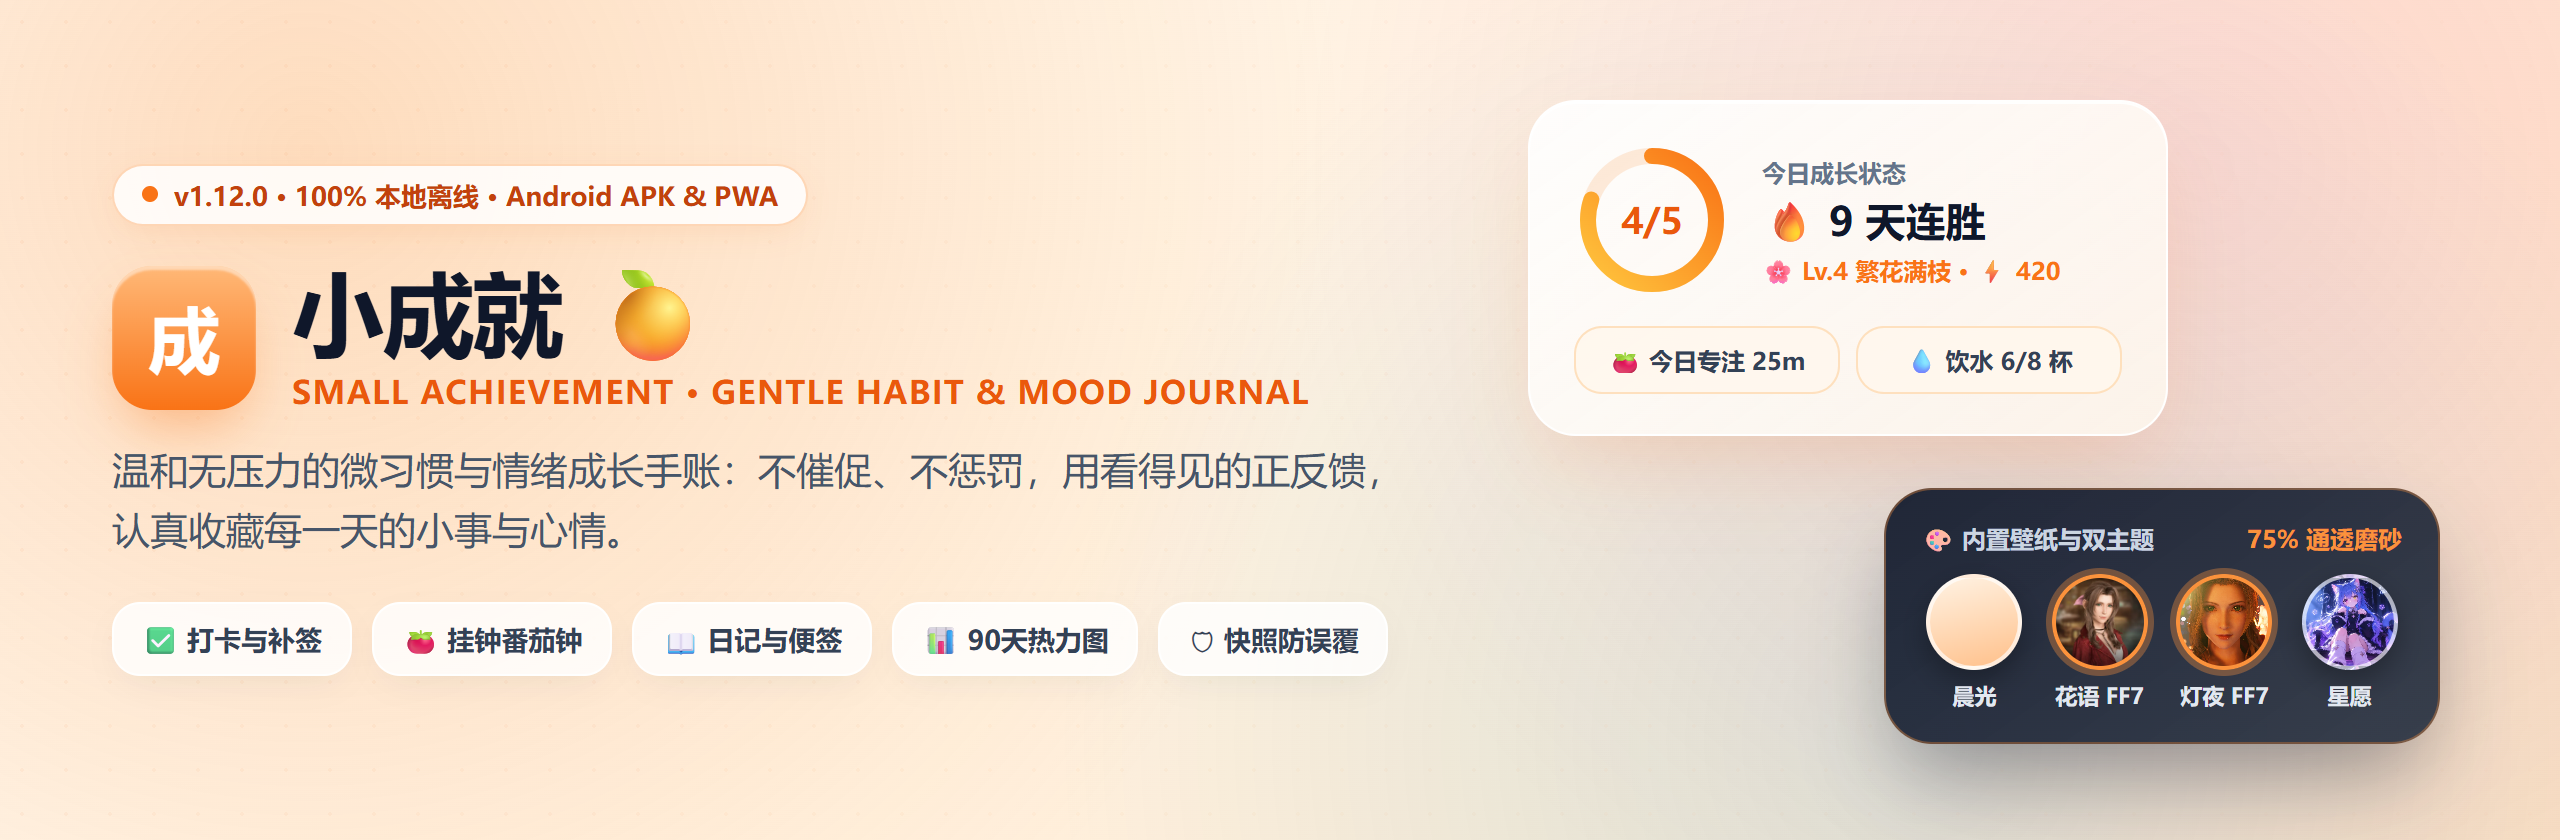 v1.12.0 • 100% 本地离线 • Android APK & PWA
成
小成就
SMALL ACHIEVEMENT • GENTLE HABIT & MOOD JOURNAL
温和无压力的微习惯与情绪成长手账：不催促、不惩罚，用看得见的正反馈，
认真收藏每一天的小事与心情。
打卡与补签
挂钟番茄钟
日记与便签
90天热力图
快照防误覆
4/5
今日成长状态
9 天连胜
Lv.4 繁花满枝 • 420
今日专注 25m
饮水 6/8 杯
内置壁纸与双主题
75% 通透磨砂
晨光
花语 FF7
灯夜 FF7
星愿